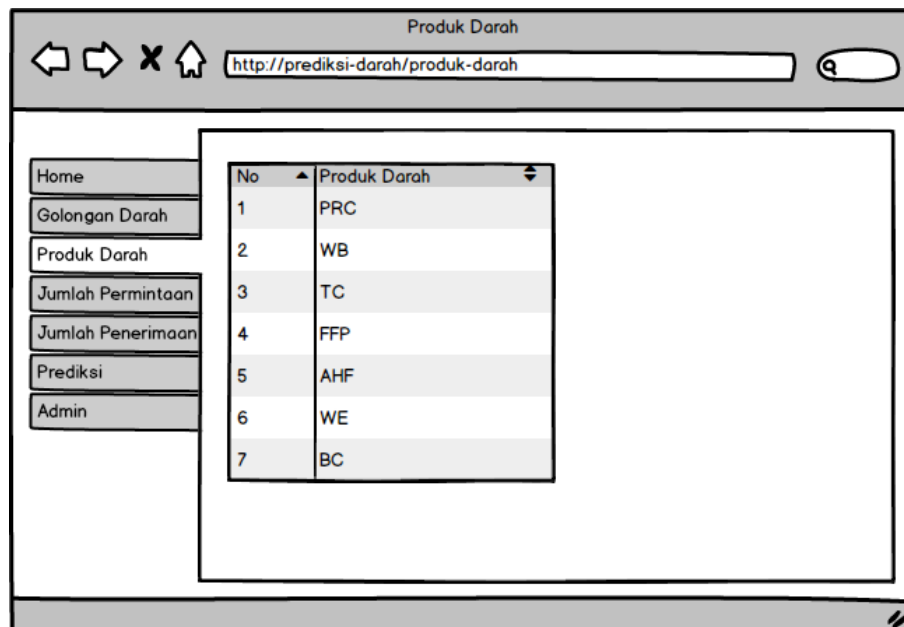 Produk Darah
http://prediksi-darah/produk-darah
Home
Golongan Darah
Produk Darah
Jumlah Permintaan
Jumlah Penerimaan
Prediksi
Admin
No Produk Darah
1 PRC
2 WB
3 TC
4 FFP
5 AHF
6 WE
7 BC